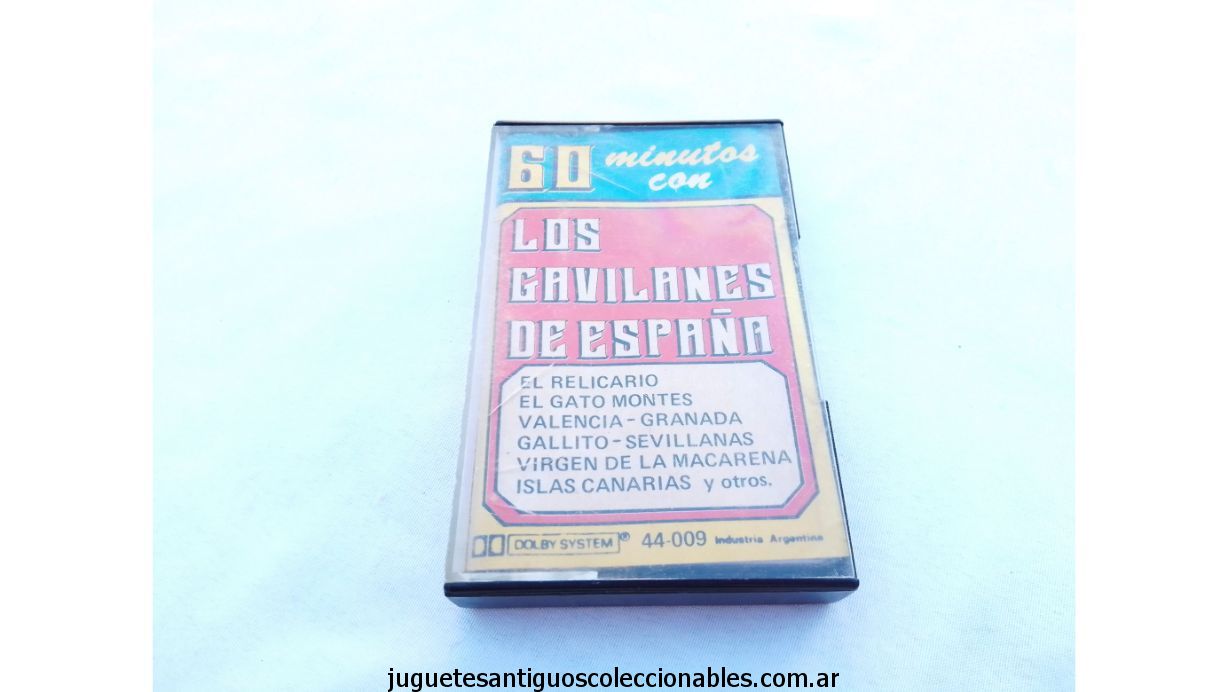 60 minutos
con
LOS
GAVILANES
DE ESPAÑA
EL RELICARIO
EL GATO MONTES
VALENCIA - GRANADA
GALLITO - SEVILLANAS
VIRGEN DE LA MACARENA
ISLAS CANARIAS y otros.
DOLBY SYSTEM® 44-009 Industria Argentina
juguetesantiguoscoleccionables.com.ar